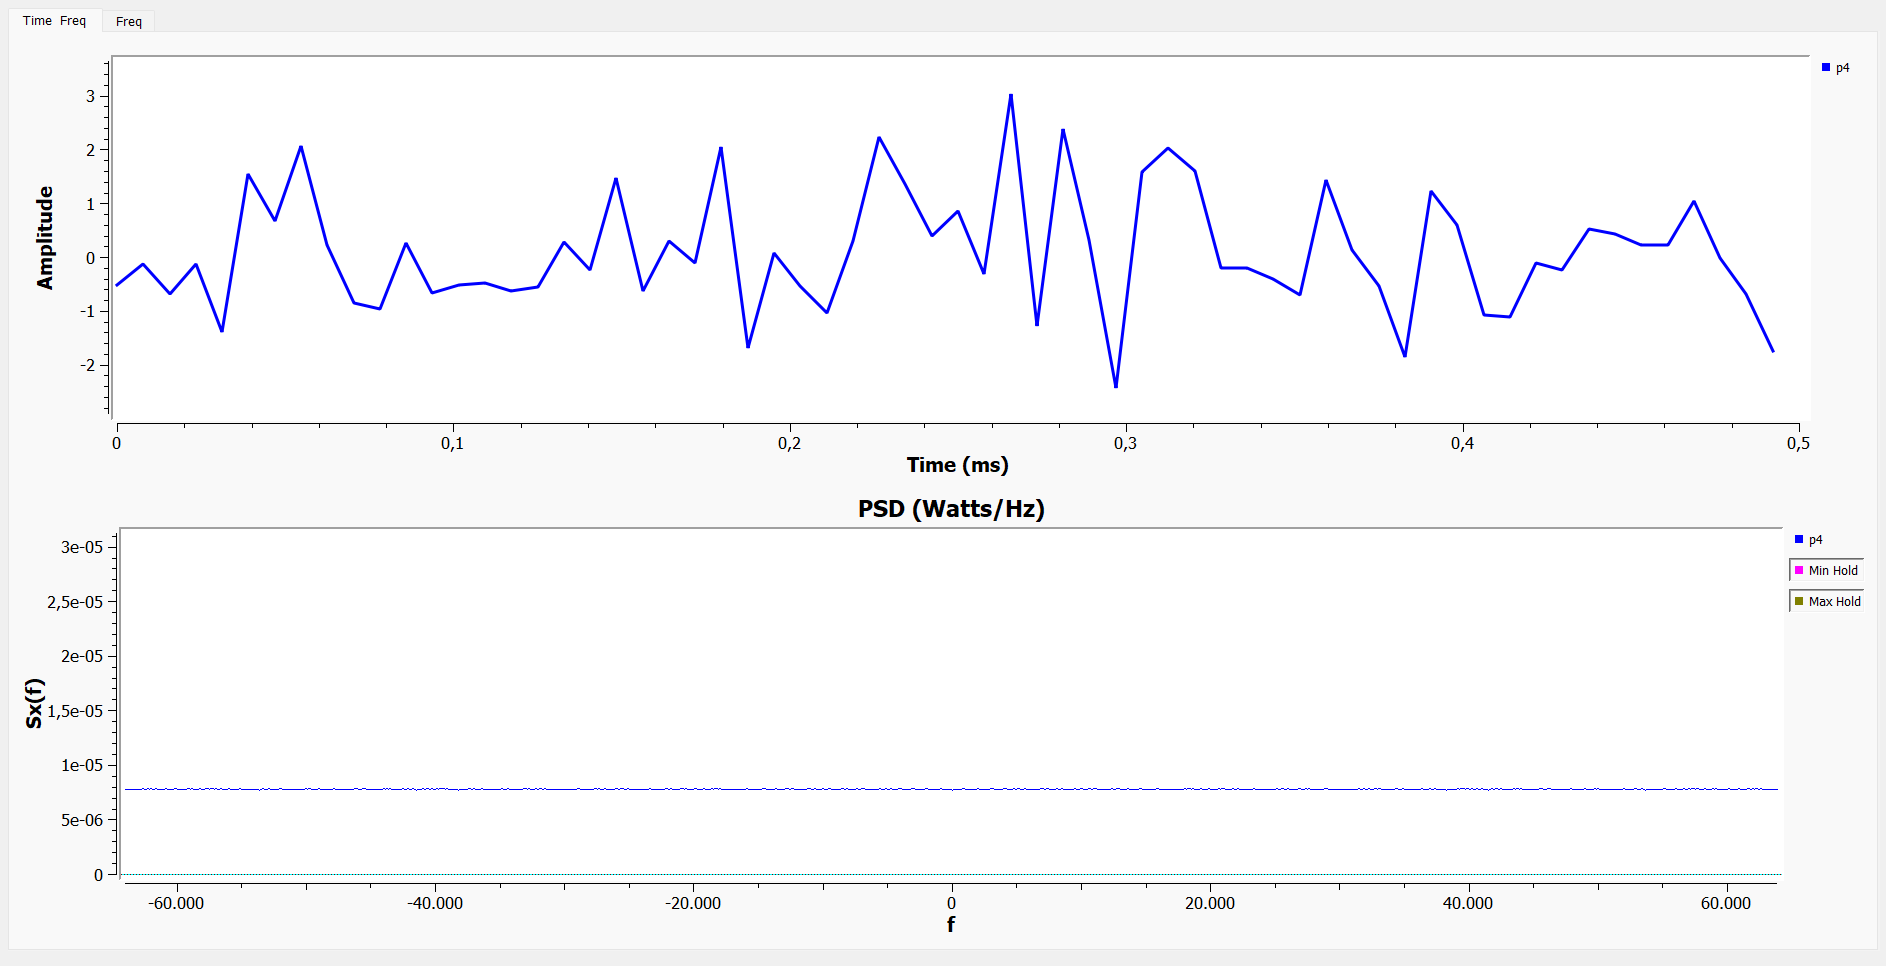 Time Freq
Freq
p4
Amplitude
3
2
1
0
-1
-2
0
0,1
0,2
0,3
0,4
0,5
Time (ms)
PSD (Watts/Hz)
p4
Min Hold
Max Hold
Sx(f)
3e-05
2,5e-05
2e-05
1,5e-05
1e-05
5e-06
0
-60.000
-40.000
-20.000
0
20.000
40.000
60.000
f